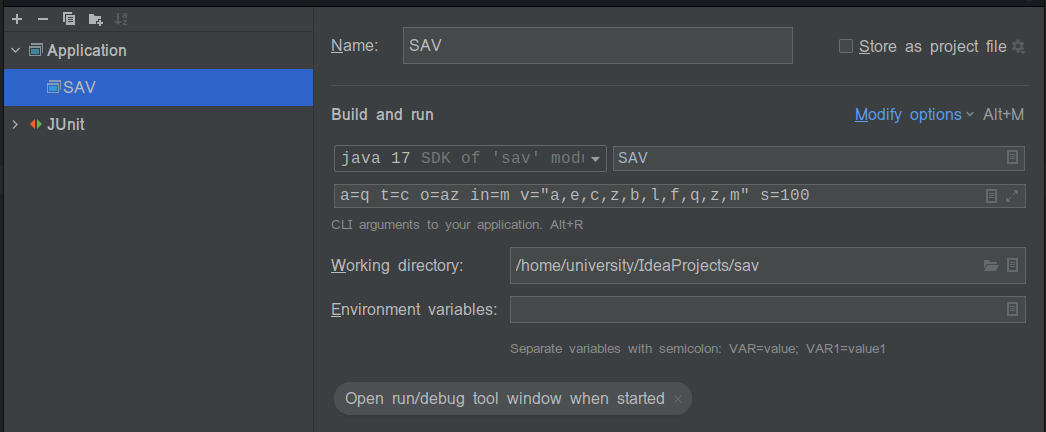 Application
SAV
JUnit
Name: SAV Store as project file
Build and run Modify options Alt+M
java 17 SDK of 'sav' modu SAV
a=q t=c o=az in=m v="a,e,c,z,b,l,f,q,z,m" s=100
CLI arguments to your application. Alt+R
Working directory: /home/university/IdeaProjects/sav
Environment variables:
Separate variables with semicolon: VAR=value; VAR1=value1
Open run/debug tool window when started ×